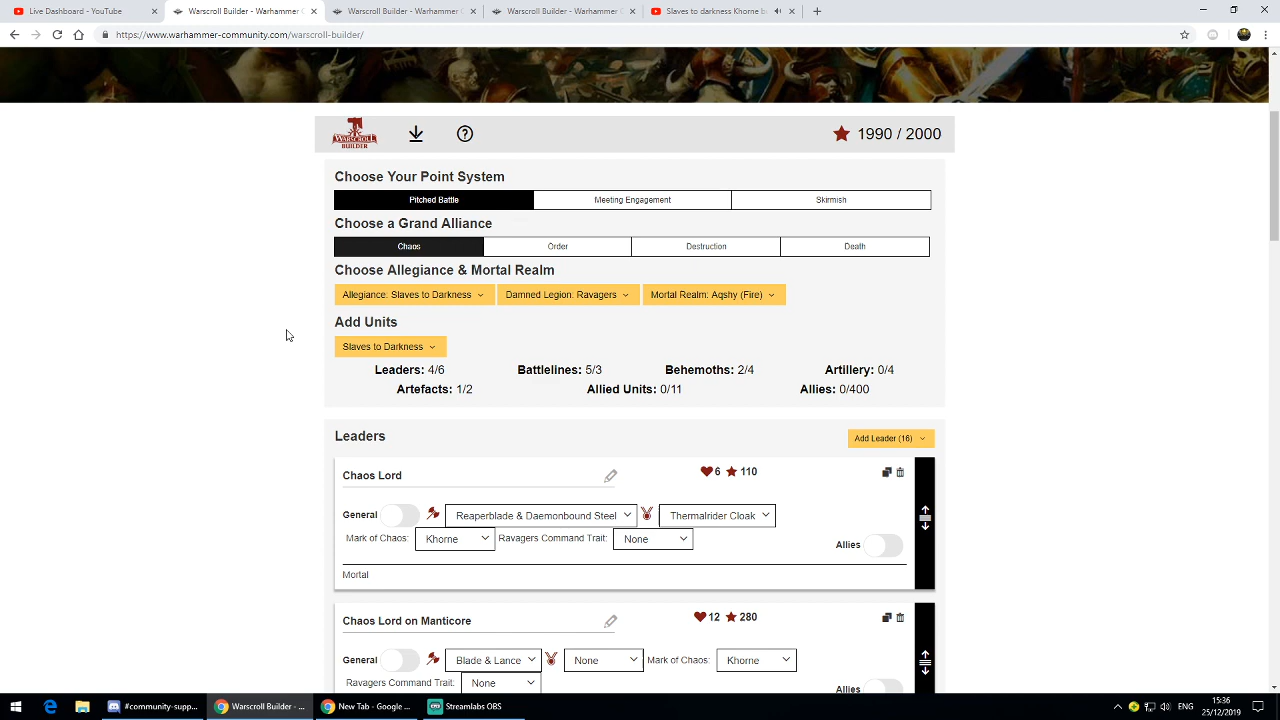 Live Dashboard - YouTube
Warscroll Builder - Warhammer C
Warscroll Builder - Warhammer C
Warscroll Builder - Warhammer C
Slaves to darkness Khorne b
https://www.warhammer-community.com/warscroll-builder/
WARSCROLL BUILDER
1990 / 2000
Choose Your Point System
Pitched Battle Meeting Engagement Skirmish
Choose a Grand Alliance
Chaos Order Destruction Death
Choose Allegiance & Mortal Realm
Allegiance: Slaves to Darkness Damned Legion: Ravagers Mortal Realm: Aqshy (Fire)
Add Units
Slaves to Darkness
Leaders: 4/6 Battlelines: 5/3 Behemoths: 2/4 Artillery: 0/4
Artefacts: 1/2 Allied Units: 0/11 Allies: 0/400
Leaders Add Leader (16)
Chaos Lord 6 110
General Reaperblade & Daemonbound Steel Thermalrider Cloak
Mark of Chaos: Khorne Ravagers Command Trait: None Allies
Mortal
Chaos Lord on Manticore 12 280
General Blade & Lance None Mark of Chaos: Khorne
Ravagers Command Trait: None Allies
#community-supp... Warscroll Builder - ... New Tab - Google ... Streamlabs OBS ENG 15:36
25/12/2019